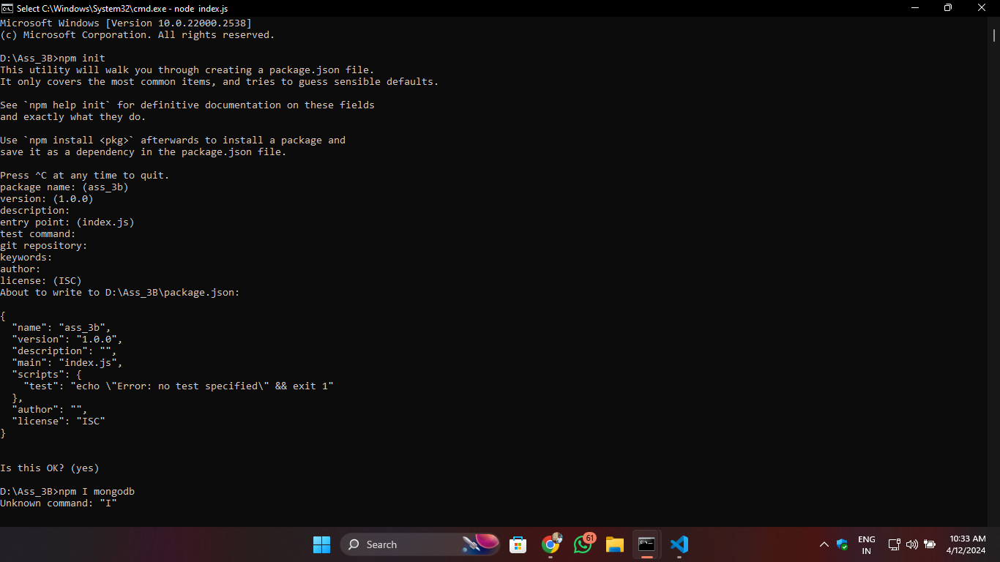 Select C:\Windows\System32\cmd.exe - node index.js
Microsoft Windows [Version 10.0.22000.2538]
(c) Microsoft Corporation. All rights reserved.
D:\Ass_3B>npm init
This utility will walk you through creating a package.json file.
It only covers the most common items, and tries to guess sensible defaults.
See `npm help init` for definitive documentation on these fields
and exactly what they do.
Use `npm install <pkg>` afterwards to install a package and
save it as a dependency in the package.json file.
Press ^C at any time to quit.
package name: (ass_3b)
version: (1.0.0)
description:
entry point: (index.js)
test command:
git repository:
keywords:
author:
license: (ISC)
About to write to D:\Ass_3B\package.json:
{
  "name": "ass_3b",
  "version": "1.0.0",
  "description": "",
  "main": "index.js",
  "scripts": {
    "test": "echo \"Error: no test specified\" && exit 1"
  },
  "author": "",
  "license": "ISC"
}
Is this OK? (yes)
D:\Ass_3B>npm I mongodb
Unknown command: "I"
Search
61
ENG
IN
10:33 AM
4/12/2024